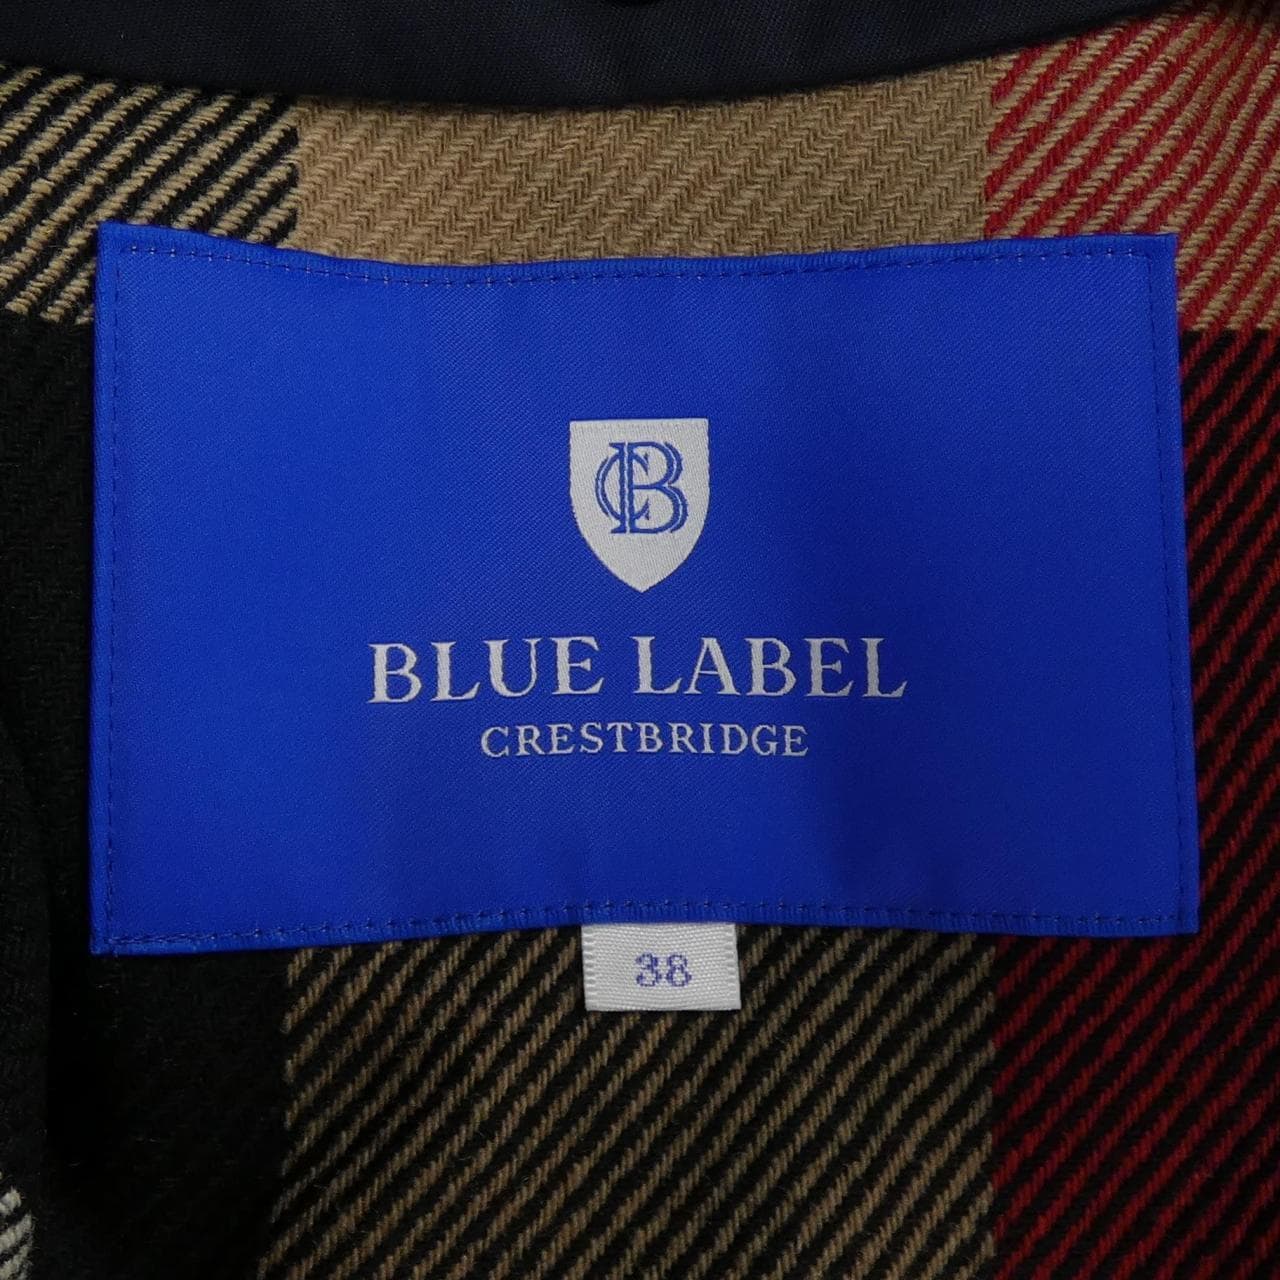 CB
BLUE LABEL
CRESTBRIDGE
38